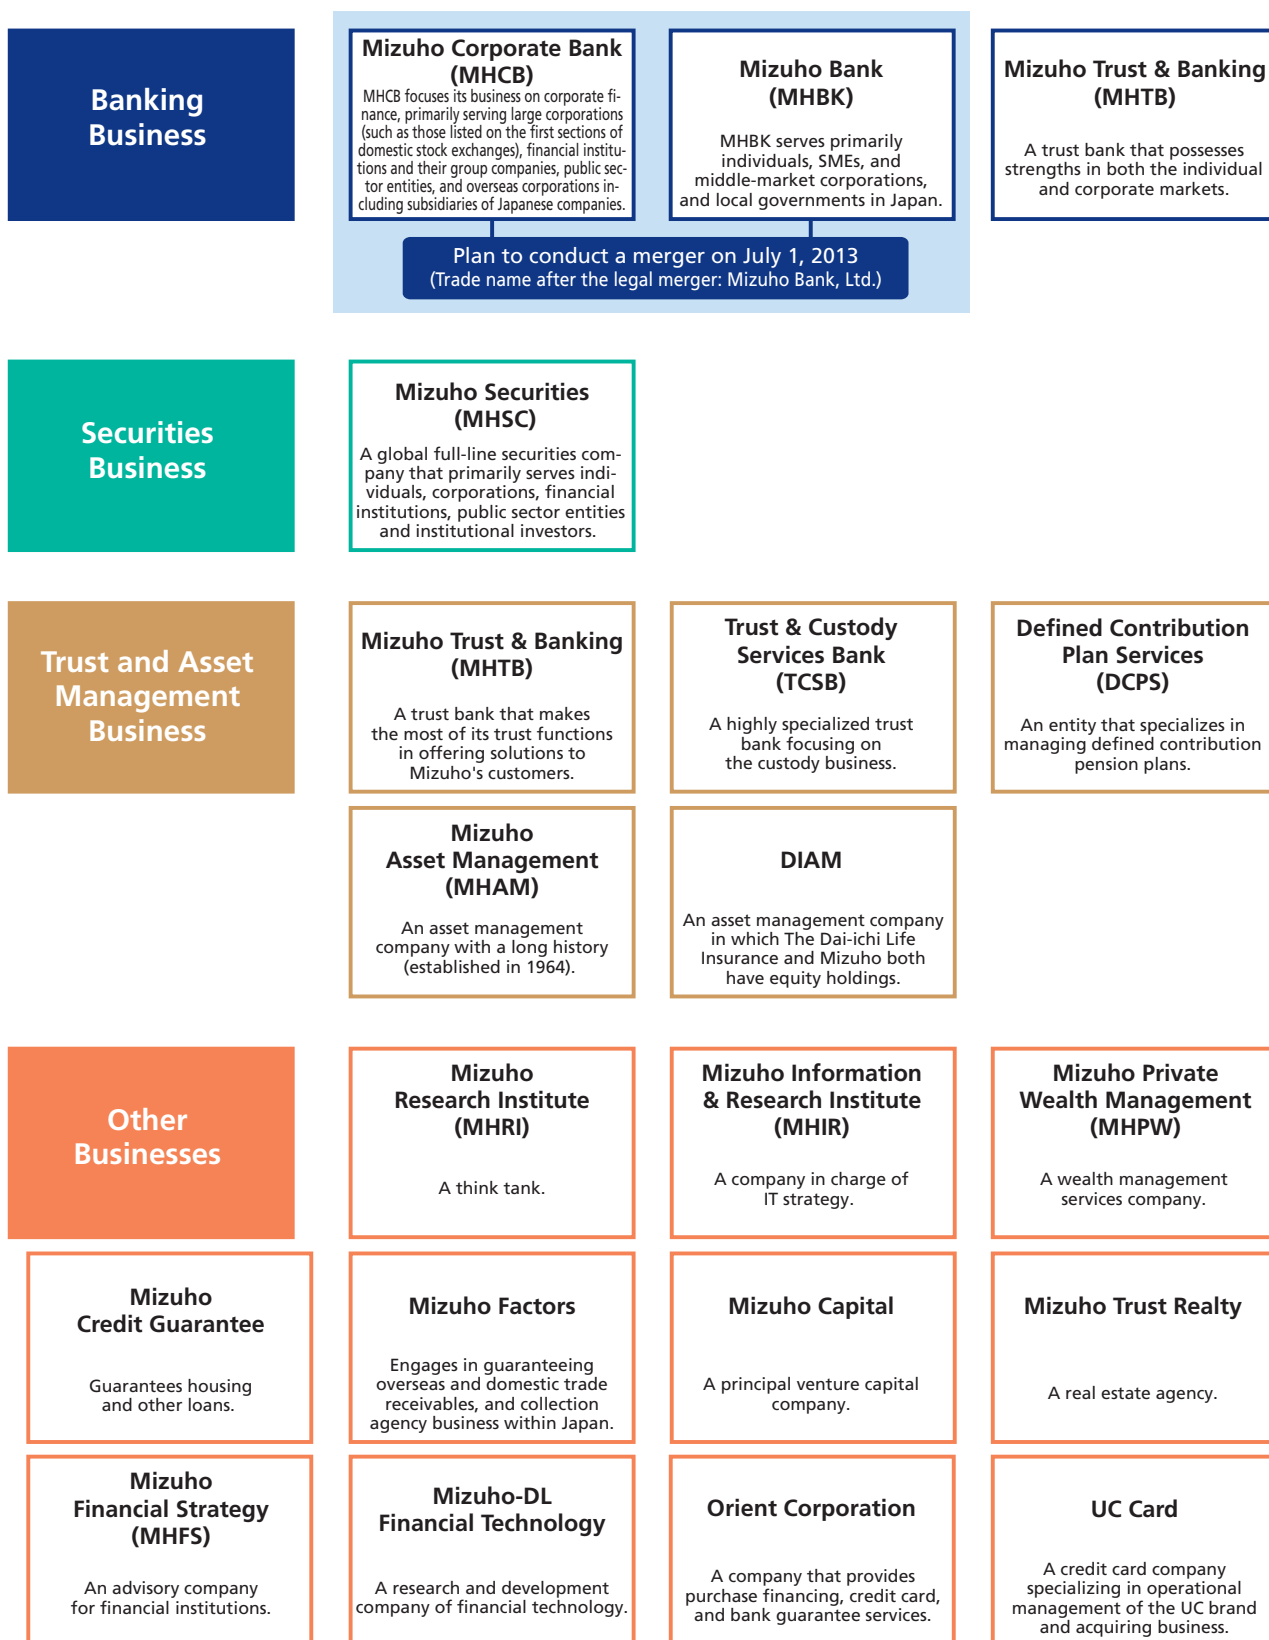 Banking
Business
Mizuho Corporate Bank
(MHCB)
MHCB focuses its business on corporate fi-
nance, primarily serving large corporations
(such as those listed on the first sections of
domestic stock exchanges), financial institu-
tions and their group companies, public sec-
tor entities, and overseas corporations in-
cluding subsidiaries of Japanese companies.
Mizuho Bank
(MHBK)
MHBK serves primarily
individuals, SMEs, and
middle-market corporations,
and local governments in Japan.
Mizuho Trust & Banking
(MHTB)
A trust bank that possesses
strengths in both the individual
and corporate markets.
Plan to conduct a merger on July 1, 2013
(Trade name after the legal merger: Mizuho Bank, Ltd.)
Securities
Business
Mizuho Securities
(MHSC)
A global full-line securities com-
pany that primarily serves indi-
viduals, corporations, financial
institutions, public sector entities
and institutional investors.
Trust and Asset
Management
Business
Mizuho Trust & Banking
(MHTB)
A trust bank that makes
the most of its trust functions
in offering solutions to
Mizuho's customers.
Trust & Custody
Services Bank
(TCSB)
A highly specialized trust
bank focusing on
the custody business.
Defined Contribution
Plan Services
(DCPS)
An entity that specializes in
managing defined contribution
pension plans.
Mizuho
Asset Management
(MHAM)
An asset management
company with a long history
(established in 1964).
DIAM
An asset management company
in which The Dai-ichi Life
Insurance and Mizuho both
have equity holdings.
Other
Businesses
Mizuho
Research Institute
(MHRI)
A think tank.
Mizuho Information
& Research Institute
(MHIR)
A company in charge of
IT strategy.
Mizuho Private
Wealth Management
(MHPW)
A wealth management
services company.
Mizuho
Credit Guarantee
Guarantees housing
and other loans.
Mizuho Factors
Engages in guaranteeing
overseas and domestic trade
receivables, and collection
agency business within Japan.
Mizuho Capital
A principal venture capital
company.
Mizuho Trust Realty
A real estate agency.
Mizuho
Financial Strategy
(MHFS)
An advisory company
for financial institutions.
Mizuho-DL
Financial Technology
A research and development
company of financial technology.
Orient Corporation
A company that provides
purchase financing, credit card,
and bank guarantee services.
UC Card
A credit card company
specializing in operational
management of the UC brand
and acquiring business.